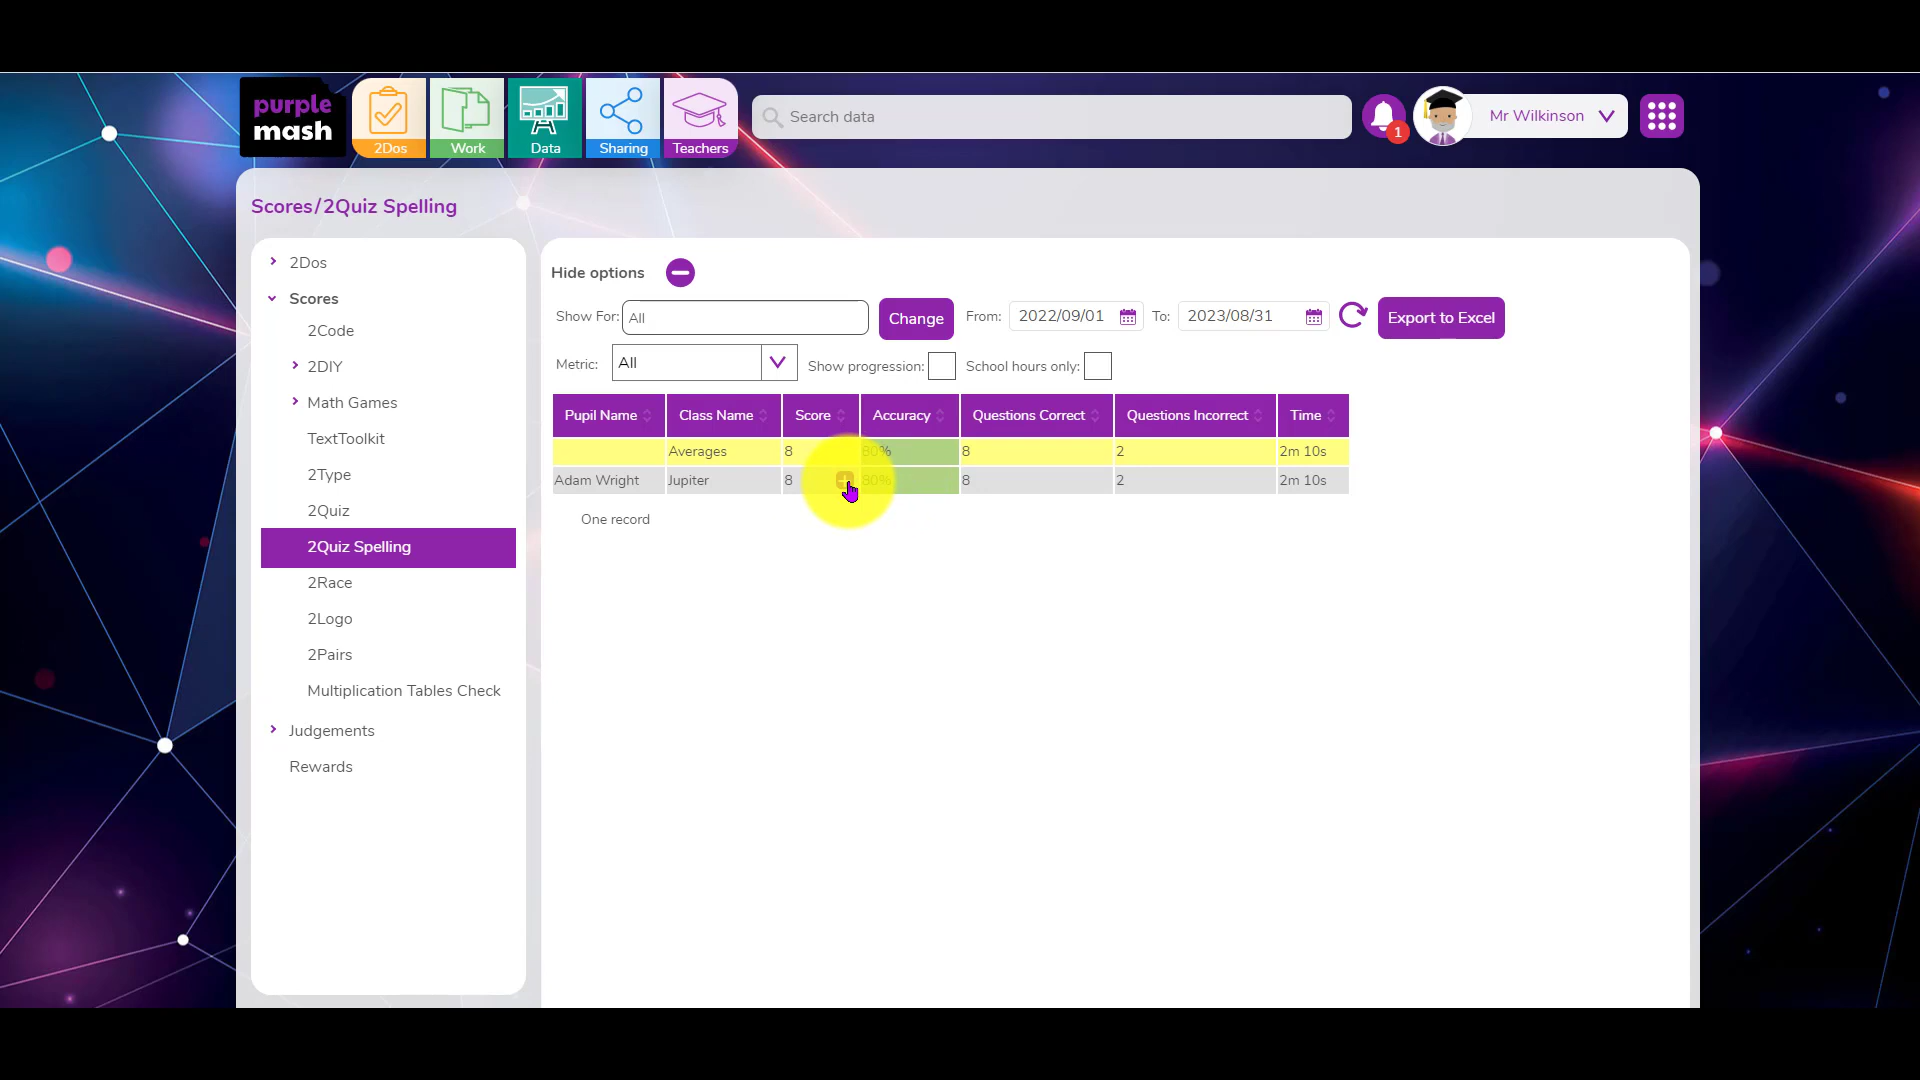 purple
mash
2Dos
Work
Data
Sharing
Teachers
Search data
1
Mr Wilkinson
Scores/2Quiz Spelling
2Dos
Scores
2Code
2DIY
Math Games
TextToolkit
2Type
2Quiz
2Quiz Spelling
2Race
2Logo
2Pairs
Multiplication Tables Check
Judgements
Rewards
Hide options
Show For: All Change From: 2022/09/01 To: 2023/08/31 Export to Excel
Metric: All Show progression: School hours only:
Pupil Name Class Name Score Accuracy Questions Correct Questions Incorrect Time
Averages 8 80% 8 2 2m 10s
Adam Wright Jupiter 8 80% 8 2 2m 10s
One record